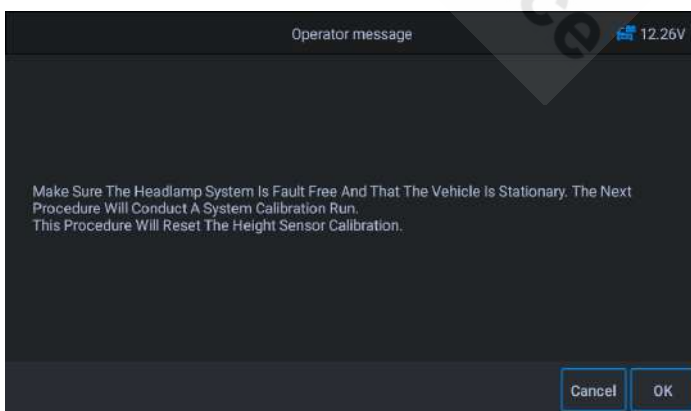 Operator message
12.26V
Make Sure The Headlamp System Is Fault Free And That The Vehicle Is Stationary. The Next
Procedure Will Conduct A System Calibration Run.
This Procedure Will Reset The Height Sensor Calibration.
Cancel
OK